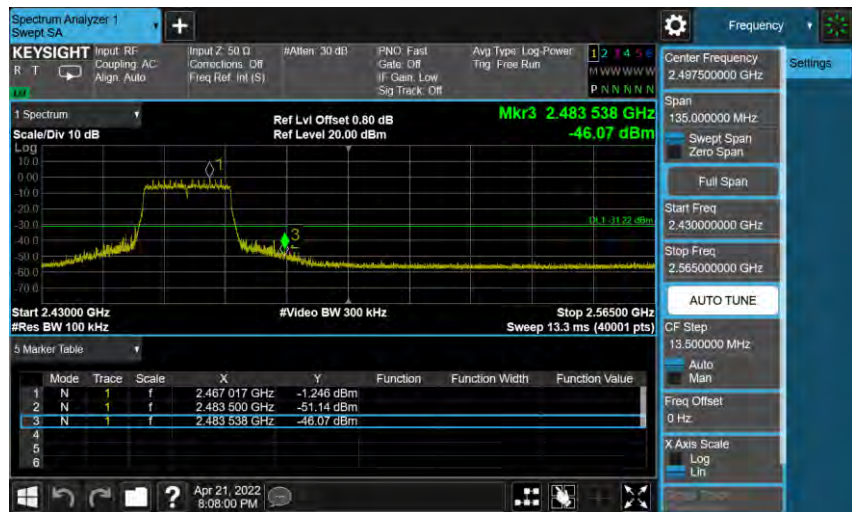 Spectrum Analyzer 1
Swept SA
Frequency
KEYSIGHT
R T
Input: RF
Coupling: AC
Align: Auto
Input Z: 50 Ω
Corrections: Off
Freq Ref: Int (S)
#Atten: 30 dB
PNO: Fast
Gate: Off
IF Gain: Low
Sig Track: Off
Avg Type: Log-Power
Trig: Free Run
1 2 3 4 5 6
M W W W W W
P N N N N N
1 Spectrum
Scale/Div 10 dB
Ref Lvl Offset 0.80 dB
Ref Level 20.00 dBm
Mkr3 2.483 538 GHz
-46.07 dBm
Log
10.0
0.00
-10.0
-20.0
-30.0
-40.0
-50.0
-60.0
-70.0
1
3
DL1 -31.22 dBm
Start 2.43000 GHz
#Res BW 100 kHz
#Video BW 300 kHz
Stop 2.56500 GHz
Sweep 13.3 ms (40001 pts)
5 Marker Table
Mode Trace Scale X Y Function Function Width Function Value
1 N 1 f 2.467 017 GHz -1.246 dBm
2 N 1 f 2.483 500 GHz -51.14 dBm
3 N 1 f 2.483 538 GHz -46.07 dBm
4
5
6
Apr 21, 2022
8:08:00 PM
Center Frequency
2.497500000 GHz
Settings
Span
135.000000 MHz
Swept Span
Zero Span
Full Span
Start Freq
2.430000000 GHz
Stop Freq
2.565000000 GHz
AUTO TUNE
CF Step
13.500000 MHz
Auto
Man
Freq Offset
0 Hz
X Axis Scale
Log
Lin